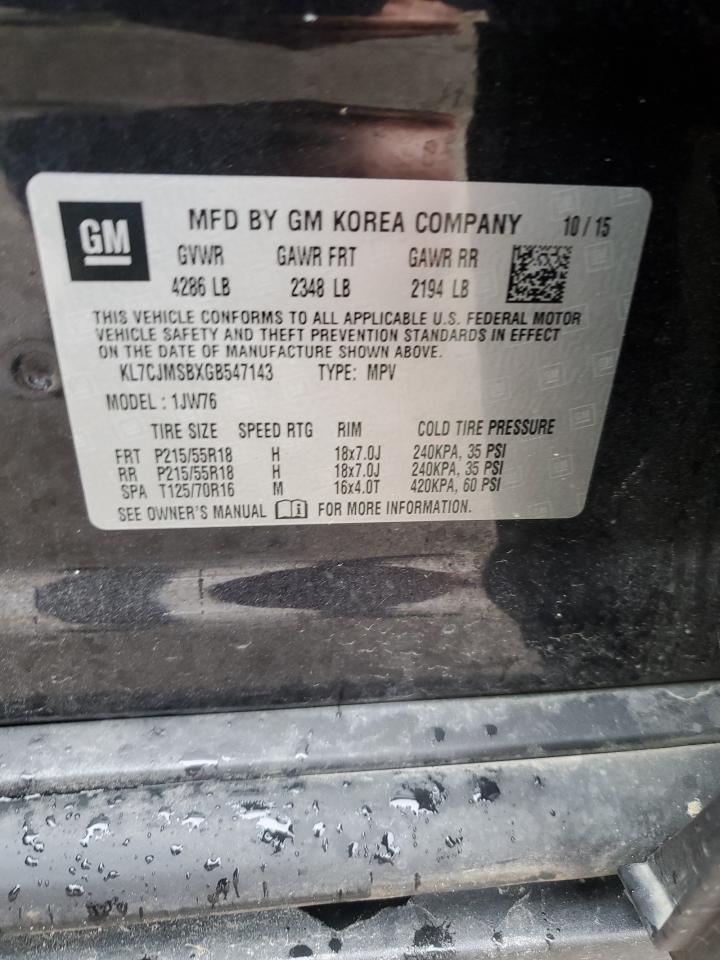 GM MFD BY GM KOREA COMPANY 10 / 15
GVWR GAWR FRT GAWR RR
4286 LB 2348 LB 2194 LB
THIS VEHICLE CONFORMS TO ALL APPLICABLE U.S. FEDERAL MOTOR
VEHICLE SAFETY AND THEFT PREVENTION STANDARDS IN EFFECT
ON THE DATE OF MANUFACTURE SHOWN ABOVE.
KL7CJMSBXGB547143 TYPE: MPV
MODEL : 1JW76
TIRE SIZE SPEED RTG RIM COLD TIRE PRESSURE
FRT P215/55R18 H 18x7.0J 240KPA, 35 PSI
RR P215/55R18 H 18x7.0J 240KPA, 35 PSI
SPA T125/70R16 M 16x4.0T 420KPA, 60 PSI
SEE OWNER'S MANUAL i FOR MORE INFORMATION.